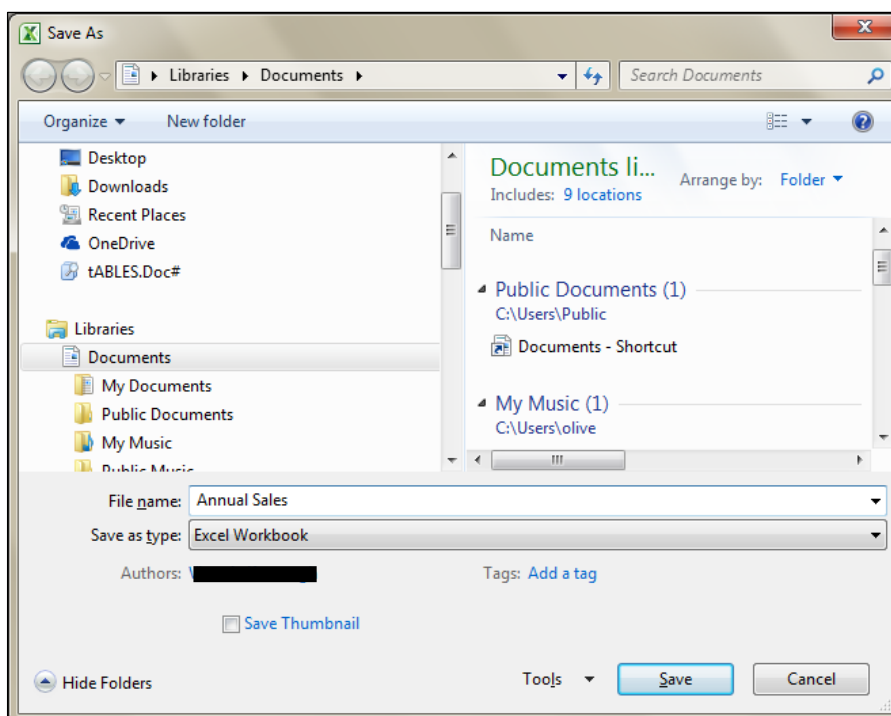 Save As
Libraries Documents
Search Documents
Organize New folder
Desktop
Downloads
Recent Places
OneDrive
tABLES.Doc#
Libraries
Documents
My Documents
Public Documents
My Music
Public Music
Documents li...
Includes: 9 locations
Arrange by: Folder
Name
Public Documents (1)
C:\Users\Public
Documents - Shortcut
My Music (1)
C:\Users\olive
File name: Annual Sales
Save as type: Excel Workbook
Authors: Tags: Add a tag
Save Thumbnail
Hide Folders Tools Save Cancel